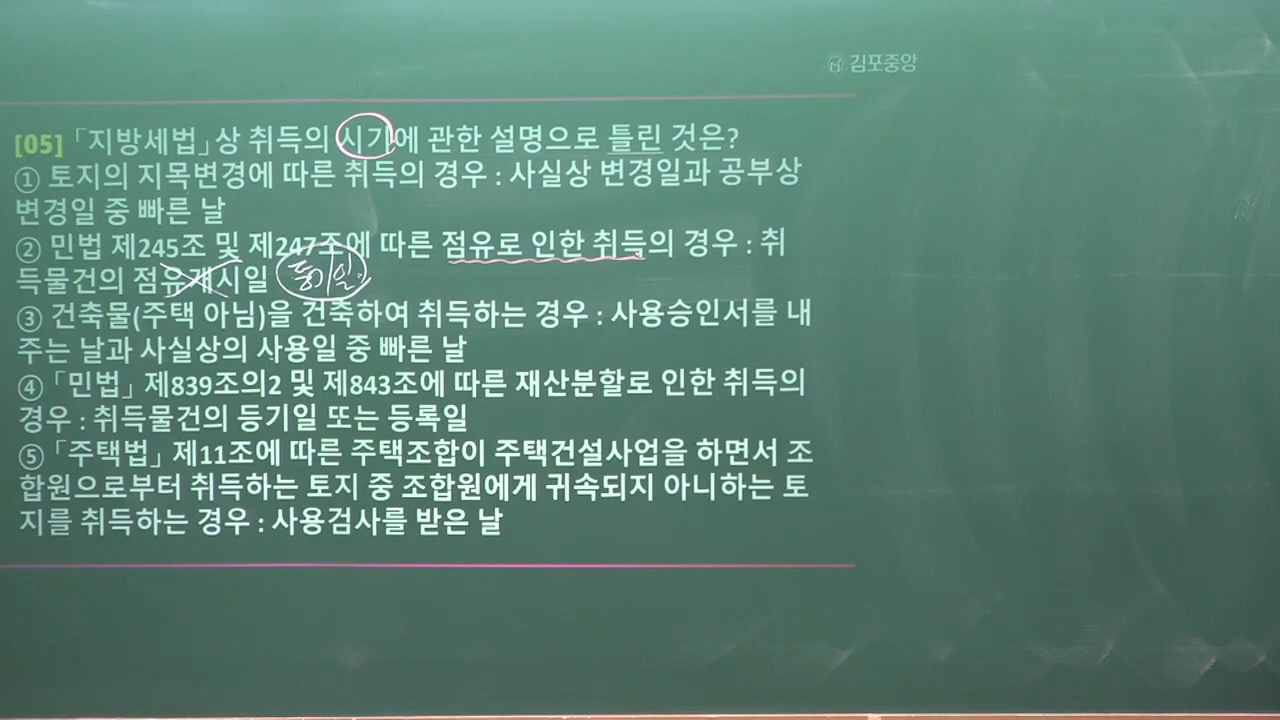 김포중앙
[05] 「지방세법」상 취득의 시기에 관한 설명으로 틀린 것은?
① 토지의 지목변경에 따른 취득의 경우 : 사실상 변경일과 공부상
변경일 중 빠른 날
② 민법 제245조 및 제247조에 따른 점유로 인한 취득의 경우 : 취
득물건의 점유개시일 등기일
③ 건축물(주택 아님)을 건축하여 취득하는 경우 : 사용승인서를 내
주는 날과 사실상의 사용일 중 빠른 날
④ 「민법」 제839조의2 및 제843조에 따른 재산분할로 인한 취득의
경우 : 취득물건의 등기일 또는 등록일
⑤ 「주택법」 제11조에 따른 주택조합이 주택건설사업을 하면서 조
합원으로부터 취득하는 토지 중 조합원에게 귀속되지 아니하는 토
지를 취득하는 경우 : 사용검사를 받은 날